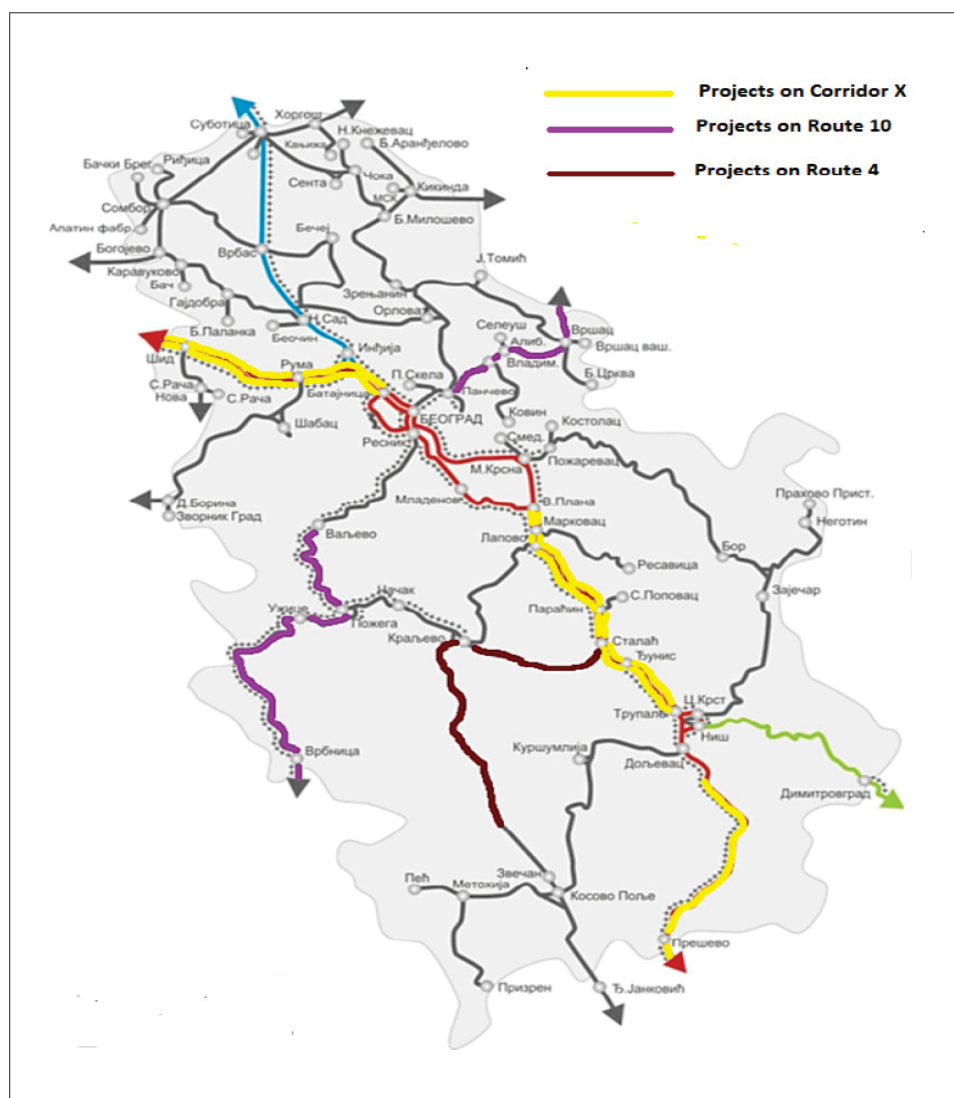 Projects on Corridor X
Projects on Route 10
Projects on Route 4
Хоргош
Суботица
Н.Кнежевац
Кањижа
Б.Аранђелово
Бачки Брег
Риђица
Чока
Сента
Кикинда
МСК
Сомбор
Б.Милошево
Алатин фабр.
Бечеј
Врбас
Богојево
Каравуково
Бач
Ј.Томић
Гајдобра
Зрењанин
Орловат
Б.Паланка
Н.Сад
Беочин
Селеуш
Алиб.
Вршац
Вршац ваш.
Инђија
Владим.
Шид
Рума
П.Скела
Б.Црква
С.Рача
Нова
С.Рача
Батајница
Панчево
БЕОГРАД
Ковин
Костолац
Шабац
Ресник
Смед.
М.Крсна
Пожаревац
Д.Борина
Зворник Град
Младеновац
В.Плана
Прахово Прист.
Марковац
Неготин
Ваљево
Лапово
Бор
Ресавица
Зајечар
Чачак
Параћин
С.Поповац
Ужице
Пожега
Краљево
Сталаћ
Ђунис
Ц.Крст
Трупале
Ниш
Врбница
Куршумлија
Дољевац
Димитровград
Звечан
Пећ
Метохија
Косово Поље
Прешево
Призрен
Ђ.Јанковић